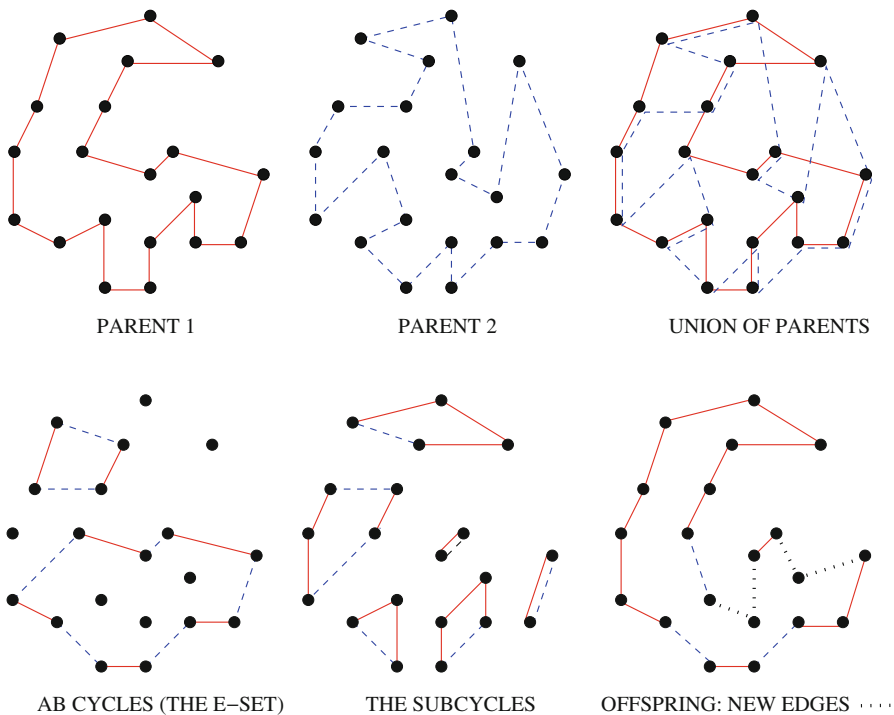 PARENT 1
PARENT 2
UNION OF PARENTS
AB CYCLES (THE E−SET)
THE SUBCYCLES
OFFSPRING: NEW EDGES